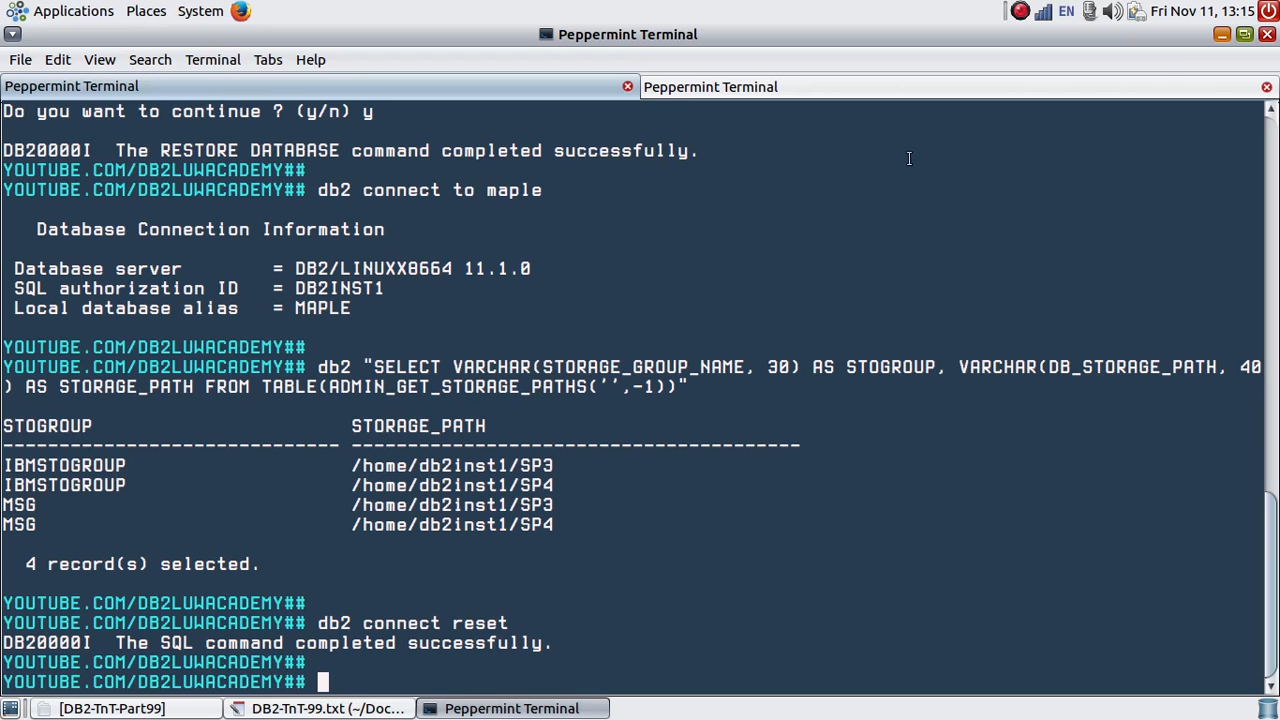 Applications Places System EN Fri Nov 11, 13:15
Peppermint Terminal
File Edit View Search Terminal Tabs Help
Peppermint Terminal Peppermint Terminal
Do you want to continue ? (y/n) y
DB20000I  The RESTORE DATABASE command completed successfully.
YOUTUBE.COM/DB2LUWACADEMY##
YOUTUBE.COM/DB2LUWACADEMY## db2 connect to maple
Database Connection Information
Database server = DB2/LINUXX8664 11.1.0
SQL authorization ID = DB2INST1
Local database alias = MAPLE
YOUTUBE.COM/DB2LUWACADEMY##
YOUTUBE.COM/DB2LUWACADEMY## db2 "SELECT VARCHAR(STORAGE_GROUP_NAME, 30) AS STOGROUP, VARCHAR(DB_STORAGE_PATH, 40
) AS STORAGE_PATH FROM TABLE(ADMIN_GET_STORAGE_PATHS('',-1))"
STOGROUP STORAGE_PATH
------------------------------ ----------------------------------------
IBMSTOGROUP /home/db2inst1/SP3
IBMSTOGROUP /home/db2inst1/SP4
MSG /home/db2inst1/SP3
MSG /home/db2inst1/SP4
4 record(s) selected.
YOUTUBE.COM/DB2LUWACADEMY##
YOUTUBE.COM/DB2LUWACADEMY## db2 connect reset
DB20000I  The SQL command completed successfully.
YOUTUBE.COM/DB2LUWACADEMY##
YOUTUBE.COM/DB2LUWACADEMY##
[DB2-TnT-Part99] DB2-TnT-99.txt (~/Doc... Peppermint Terminal